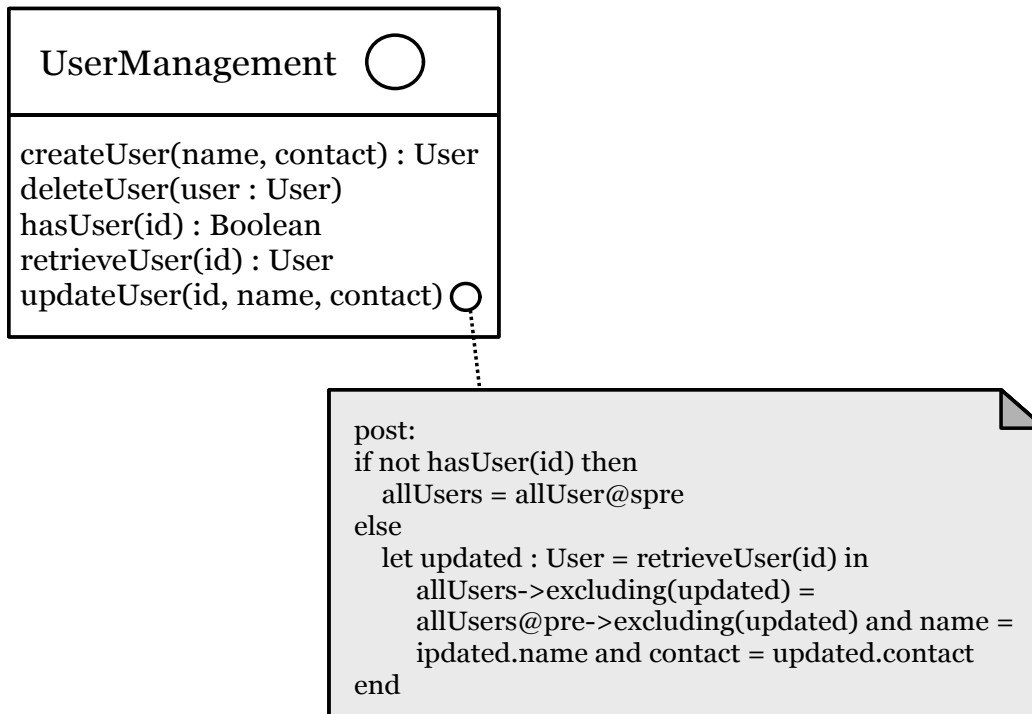 UserManagement
createUser(name, contact) : User
deleteUser(user : User)
hasUser(id) : Boolean
retrieveUser(id) : User
updateUser(id, name, contact)
post:
if not hasUser(id) then
allUsers = allUser@spre
else
let updated : User = retrieveUser(id) in
allUsers->excluding(updated) =
allUsers@pre->excluding(updated) and name =
ipdated.name and contact = updated.contact
end